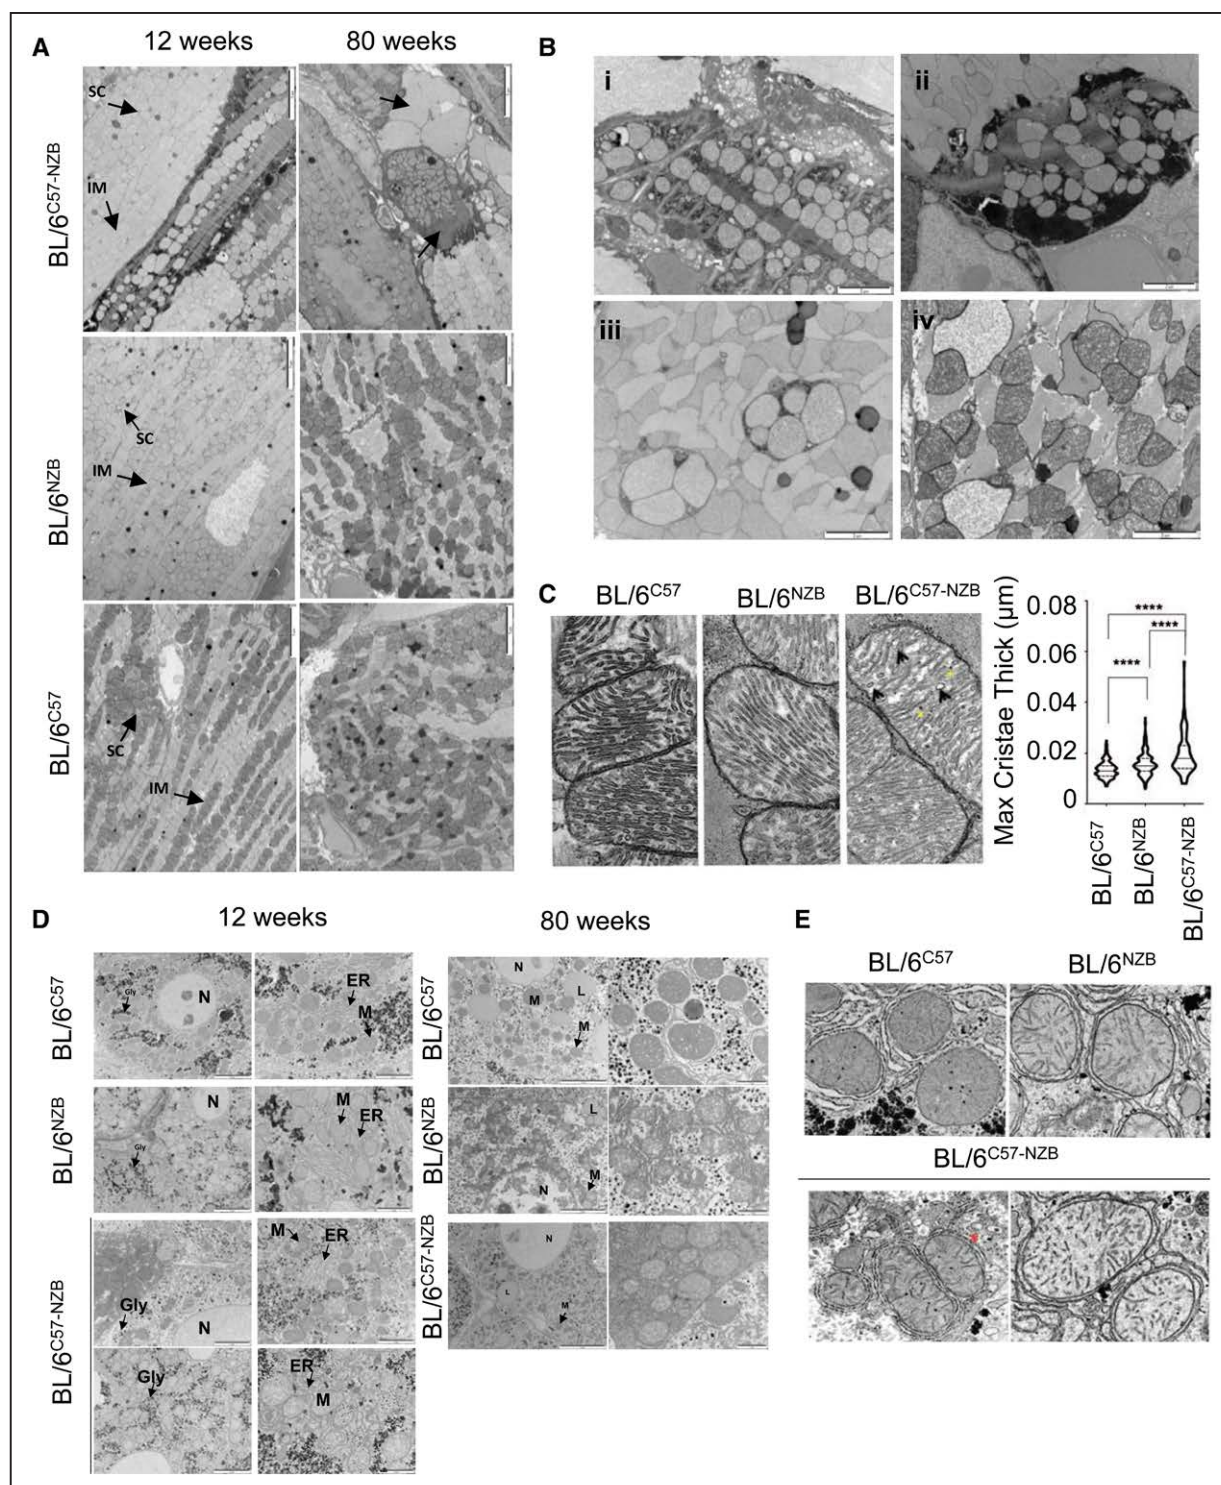 A
12 weeks
80 weeks
BL/6C57-NZB
SC
IM
BL/6NZB
SC
IM
BL/6C57
SC
IM
B
i
ii
iii
iv
C
BL/6C57
BL/6NZB
BL/6C57-NZB
Max Cristae Thick (μm)
0.08
0.06
0.04
0.02
0
****
****
****
BL/6C57
BL/6NZB
BL/6C57-NZB
D
12 weeks
80 weeks
BL/6C57
Gly
N
ER
M
BL/6C57
N
M
L
M
BL/6NZB
N
Gly
M
ER
BL/6NZB
L
M
N
BL/6C57-NZB
Gly
N
M
ER
Gly
ER
M
BL/6C57-NZB
N
L
M
E
BL/6C57
BL/6NZB
BL/6C57-NZB